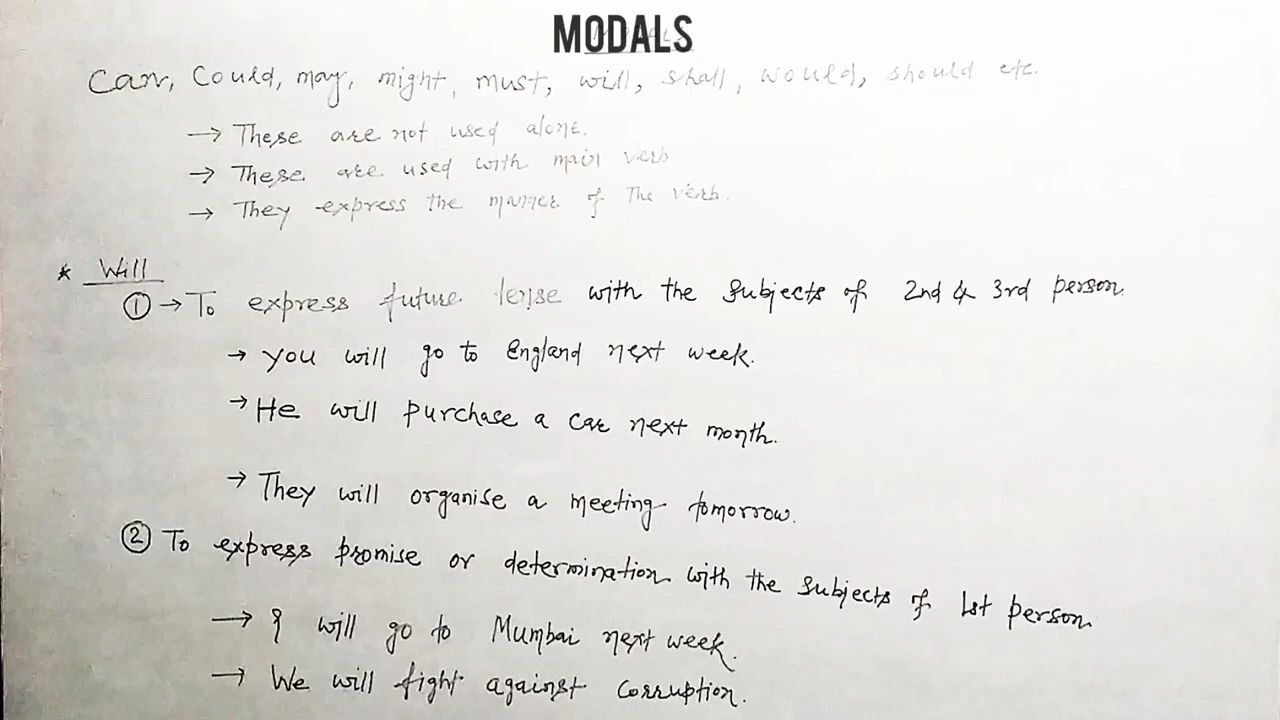 MODALS
Can, Could, may, might, must, will, shall, would, should etc.
→ These are not used alone.
→ These are used with main verb
→ They express the manner of The verb.
* Will
① → To express future tense with the subjects of 2nd & 3rd person.
→ you will go to England next week.
→ He will purchase a car next month.
→ They will organise a meeting tomorrow.
② To express promise or determination with the subjects of 1st person.
→ I will go to Mumbai next week.
→ We will fight against corruption.